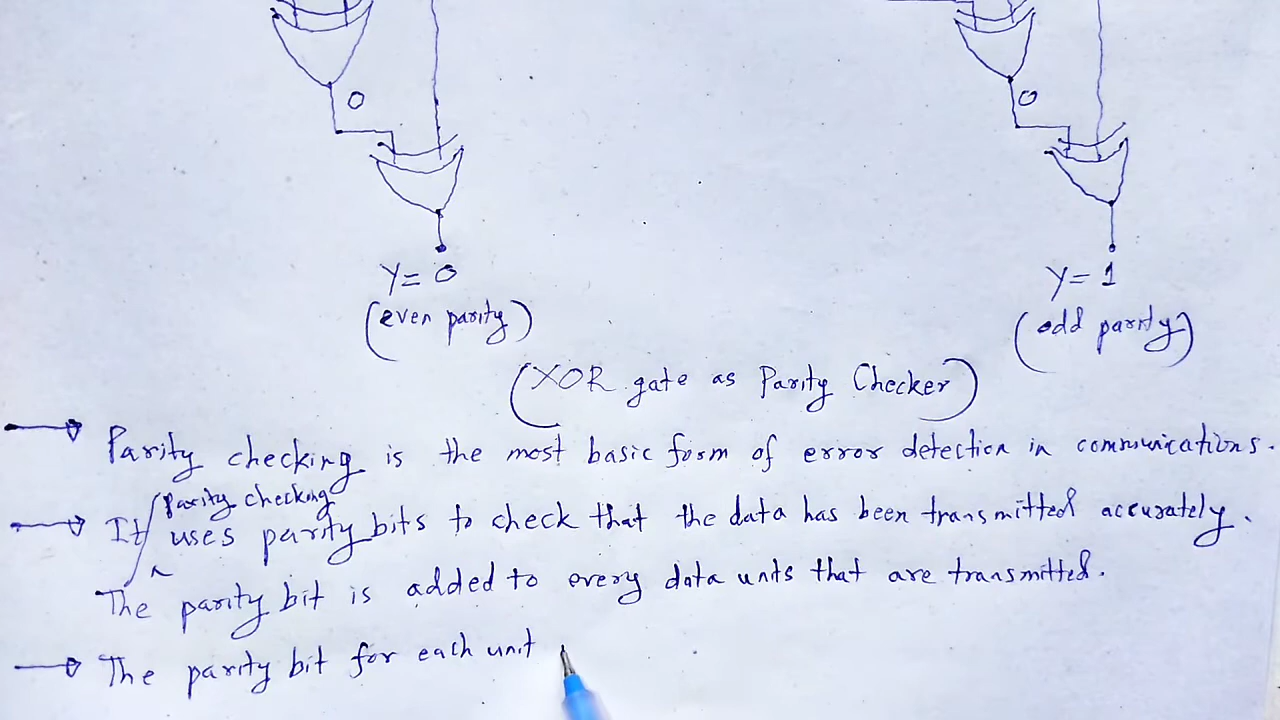 0
0
Y = 0
Y = 1
(even parity)
(odd parity)
(XOR gate as Parity Checker)
Parity checking is the most basic form of error detection in communications.
parity checking
It uses parity bits to check that the data has been transmitted accurately.
The parity bit is added to every data units that are transmitted.
The parity bit for each unit